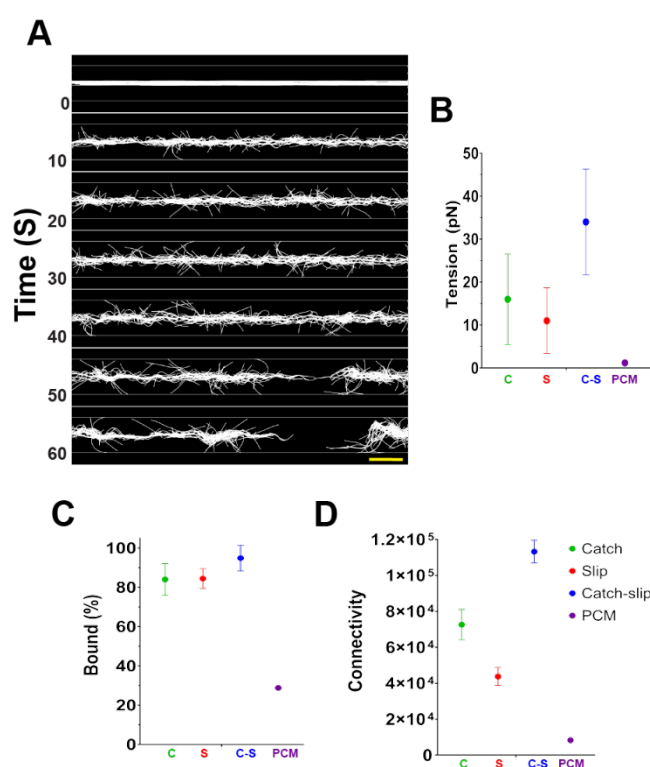 A
Time (S)
0
10
20
30
40
50
60
B
Tension (pN)
50
40
30
20
10
0
C S C-S PCM
C
Bound (%)
100
80
60
40
20
0
C S C-S PCM
D
Connectivity
1.2×10⁵
1×10⁵
8×10⁴
6×10⁴
4×10⁴
2×10⁴
0
C S C-S PCM
Catch
Slip
Catch-slip
PCM